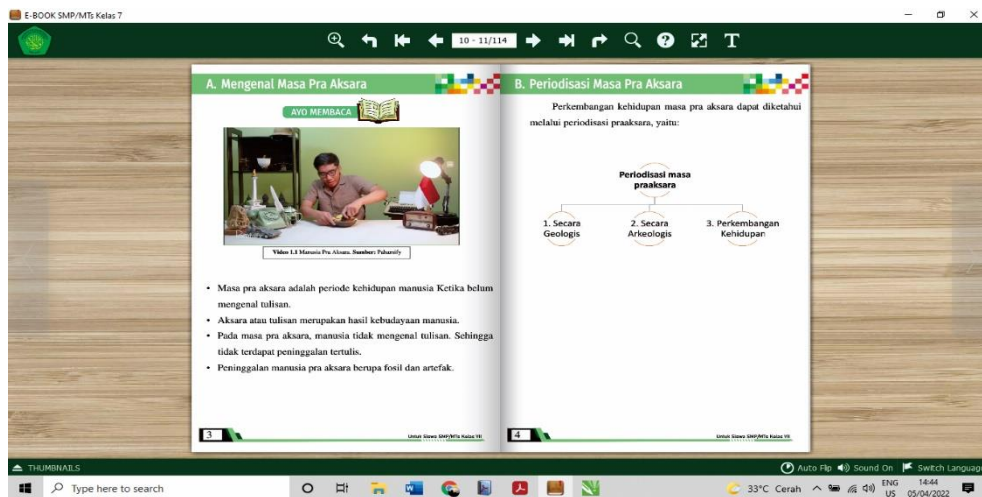 E-BOOK SMP/MTs Kelas 7
10 - 11/114
A. Mengenal Masa Pra Aksara
AYO MEMBACA
Video 1.1 Manusia Pra Aksara. Sumber: Pahamify
• Masa pra aksara adalah periode kehidupan manusia Ketika belum
mengenal tulisan.
• Aksara atau tulisan merupakan hasil kebudayaan manusia.
• Pada masa pra aksara, manusia tidak mengenal tulisan. Sehingga
tidak terdapat peninggalan tertulis.
• Peninggalan manusia pra aksara berupa fosil dan artefak.
3
Untuk Siswa SMP/MTs Kelas VII
B. Periodisasi Masa Pra Aksara
Perkembangan kehidupan masa pra aksara dapat diketahui
melalui periodisasi praaksara, yaitu:
Periodisasi masa
praaksara
1. Secara
Geologis
2. Secara
Arkeologis
3. Perkembangan
Kehidupan
4
Untuk Siswa SMP/MTs Kelas VII
THUMBNAILS
Auto Flip
Sound On
Switch Languag
Type here to search
33°C Cerah
ENG
US
14:44
05/04/2022